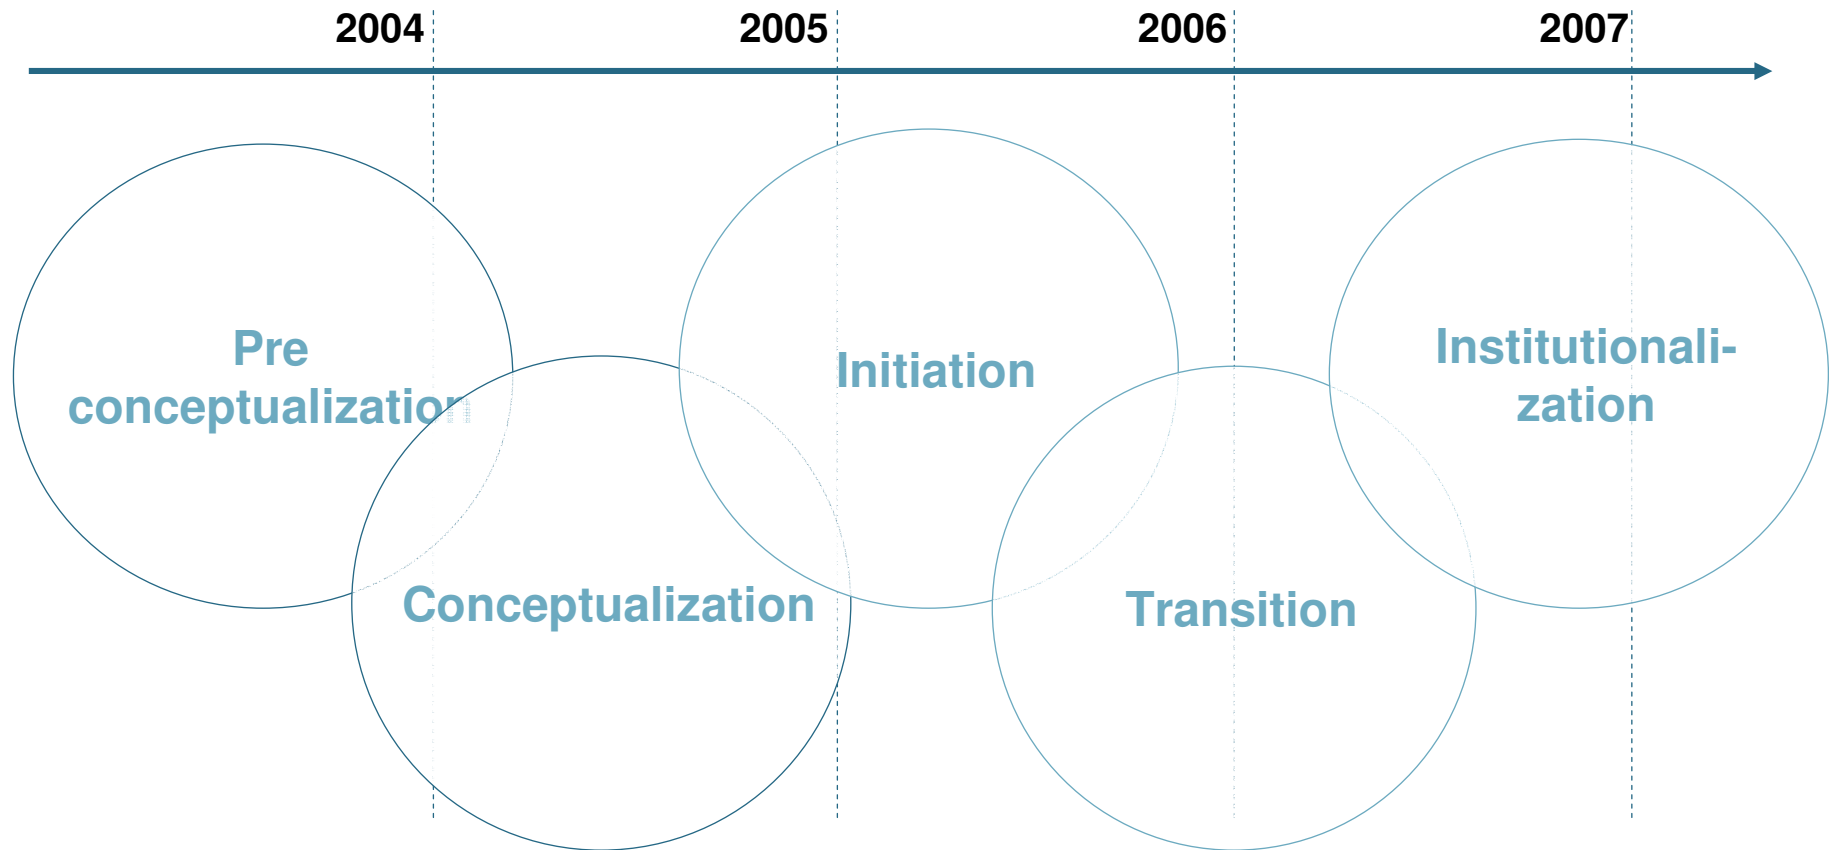 2004 2005 2006 2007
Pre
conceptualization
Initiation
Institutionali-
zation
Conceptualization
Transition